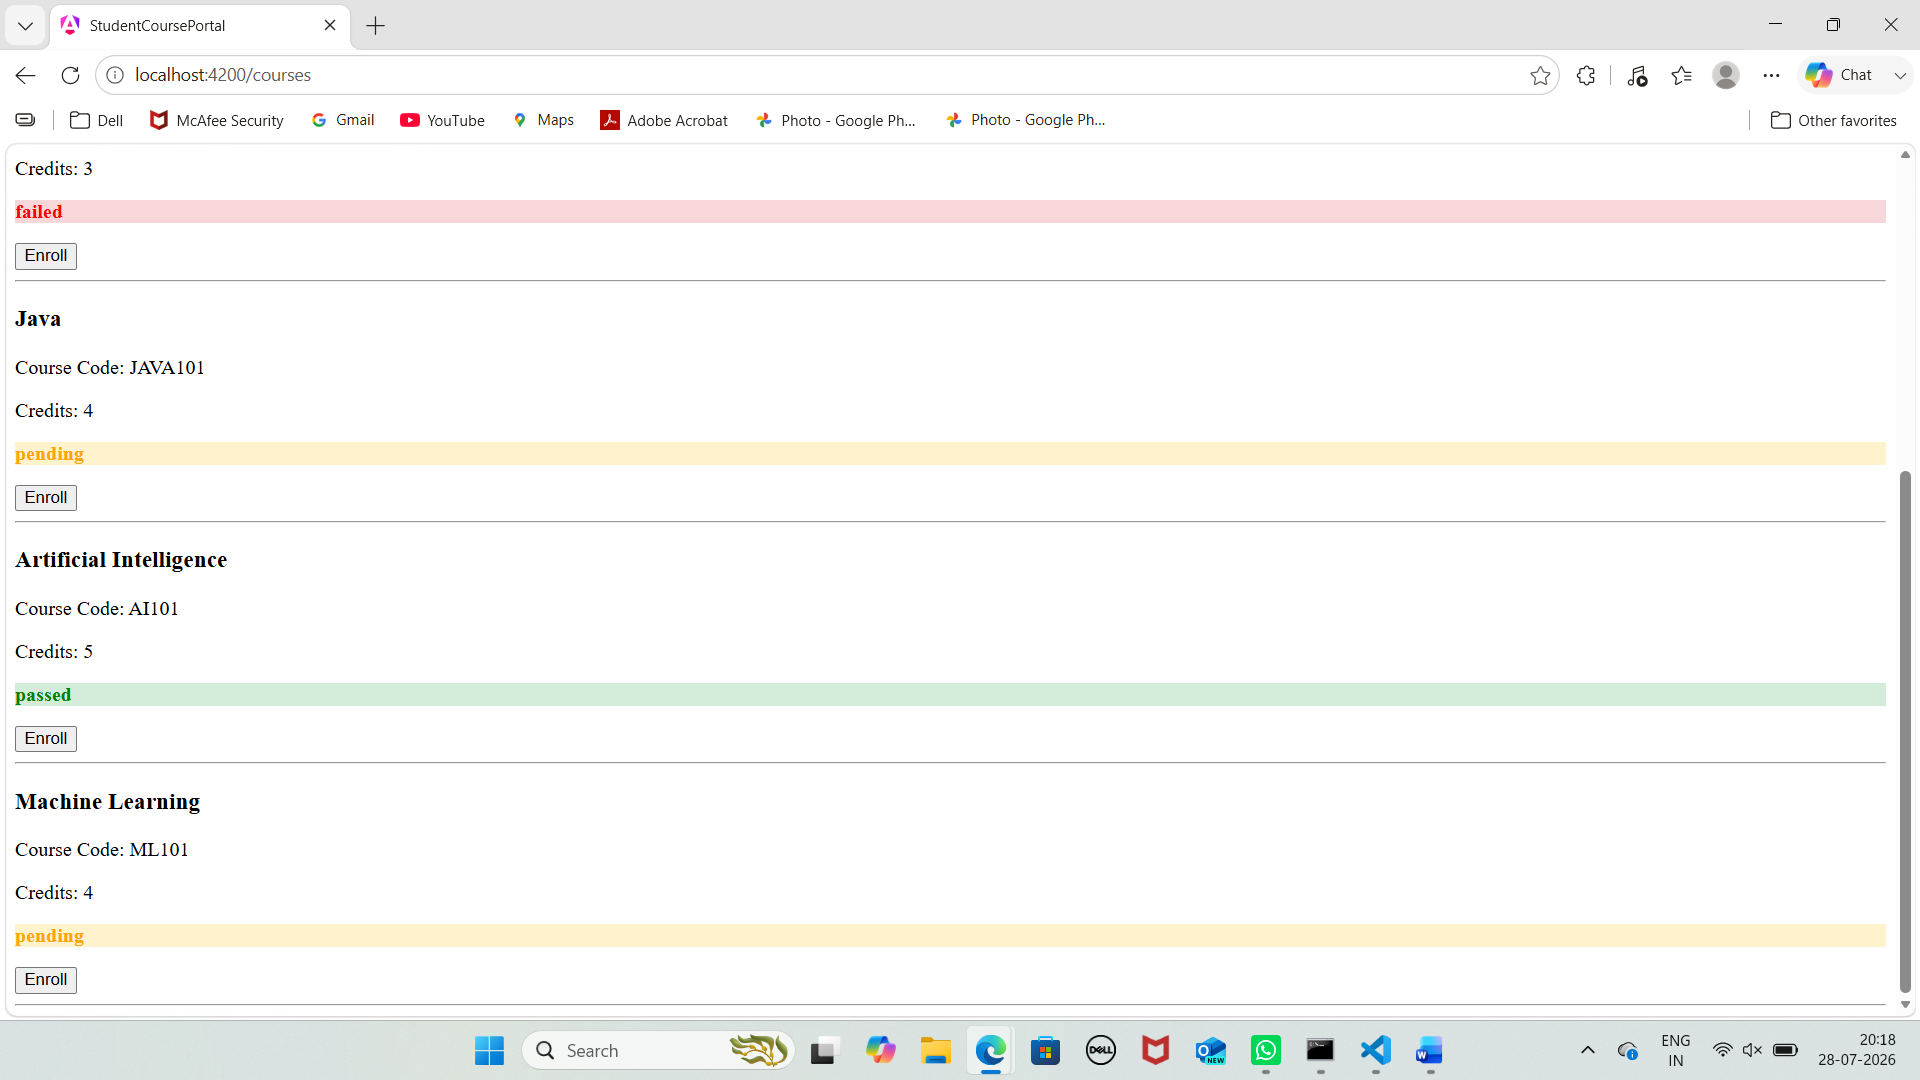 StudentCoursePortal
localhost:4200/courses
Chat
Dell
McAfee Security
Gmail
YouTube
Maps
Adobe Acrobat
Photo - Google Ph...
Photo - Google Ph...
Other favorites
Credits: 3
failed
Enroll
Java
Course Code: JAVA101
Credits: 4
pending
Enroll
Artificial Intelligence
Course Code: AI101
Credits: 5
passed
Enroll
Machine Learning
Course Code: ML101
Credits: 4
pending
Enroll
Search
DELL
NEW
W
ENG
IN
20:18
28-07-2026